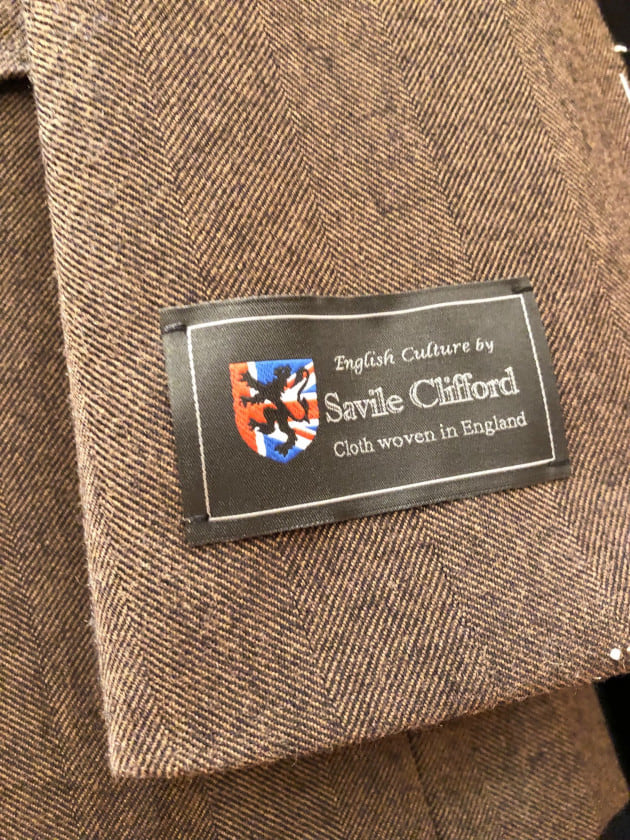 English Culture by
Savile Clifford
Cloth woven in England